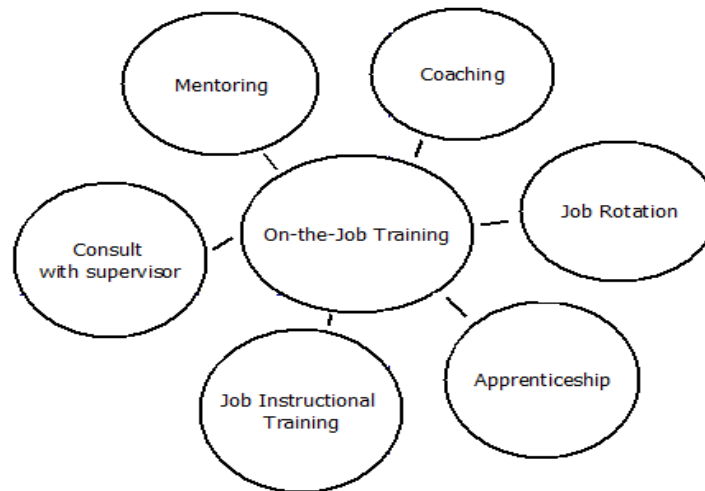 Mentoring
Coaching
On-the-Job Training
Job Rotation
Consult
with supervisor
Apprenticeship
Job Instructional
Training